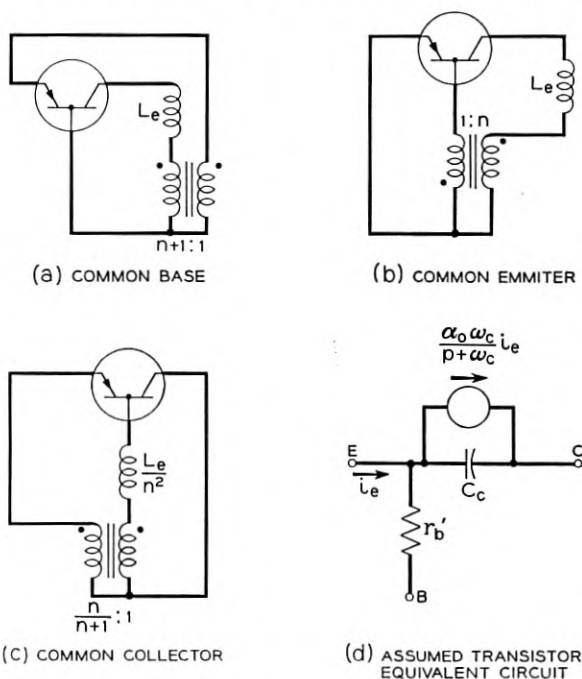 Le
n+1:1
(a) COMMON BASE
1:n
Le
(b) COMMON EMMITER
Le
n²
n
n+1 :1
(c) COMMON COLLECTOR
α₀ωc
p+ωc ie
E
ie
Cc
C
rb'
B
(d) ASSUMED TRANSISTOR
EQUIVALENT CIRCUIT